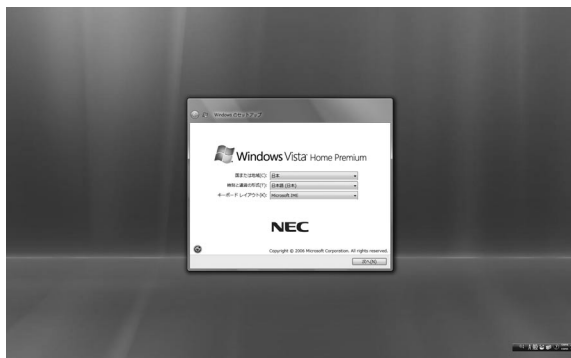 Windows のセットアップ
Windows Vista Home Premium
国または地域(C): 日本
時刻と通貨の形式(T): 日本語 (日本)
キーボード レイアウト(K): Microsoft IME
NEC
Copyright © 2006 Microsoft Corporation. All rights reserved.
次へ(N)